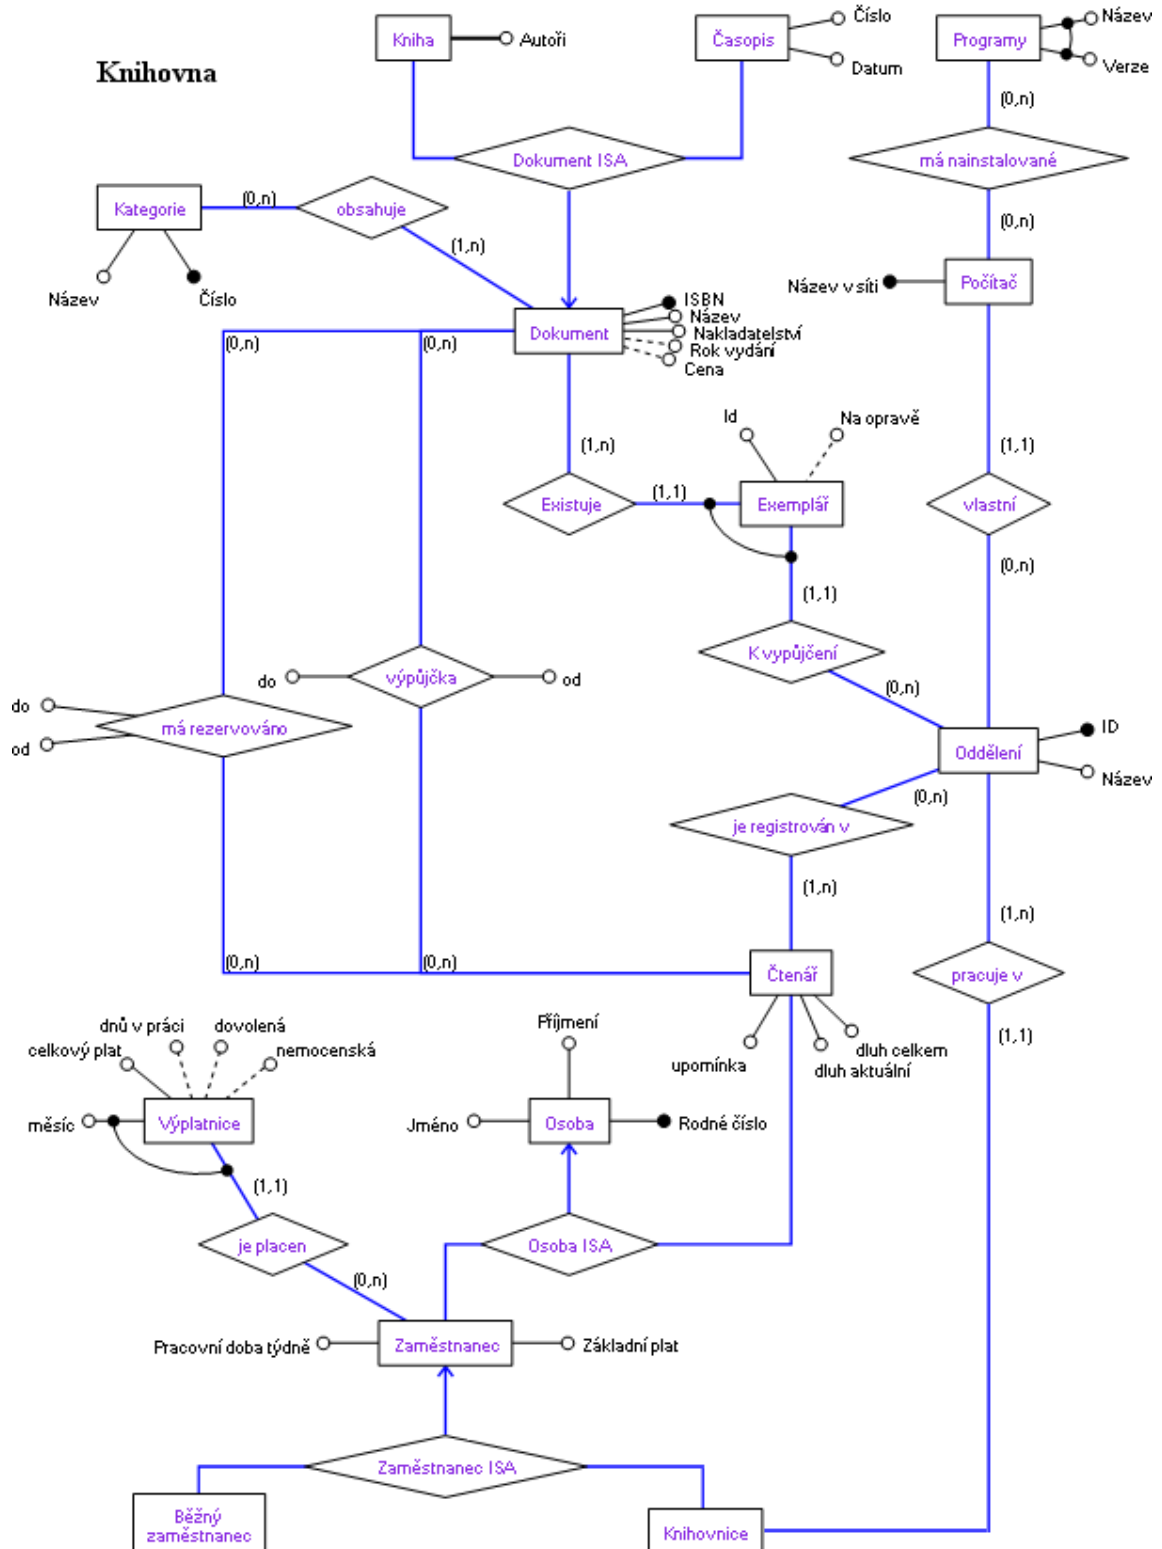 Knihovna
Kniha
Autoři
Časopis
Číslo
Datum
Programy
Název
Verze
(0,n)
Dokument ISA
má nainstalované
Kategorie
(0,n)
obsahuje
(0,n)
(1,n)
Název
Číslo
Název v síti
Počítač
ISBN
Název
Nakladatelství
Rok vydání
Cena
Dokument
(0,n)
(0,n)
Id
Na opravě
(1,n)
(1,1)
Existuje
(1,1)
Exemplář
vlastní
(0,n)
(1,1)
K vypůjčení
do
výpůjčka
od
(0,n)
do
od
má rezervováno
Oddělení
ID
Název
(0,n)
je registrován v
(1,n)
(1,n)
(0,n)
(0,n)
Čtenář
pracuje v
Příjmení
dnů v práci
dovolená
celkový plat
nemocenská
upomínka
dluh celkem
dluh aktuální
(1,1)
měsíc
Výplatnice
Jméno
Osoba
Rodné číslo
(1,1)
je placen
Osoba ISA
(0,n)
Pracovní doba týdně
Zaměstnanec
Základní plat
Zaměstnanec ISA
Běžný
zaměstnanec
Knihovnice